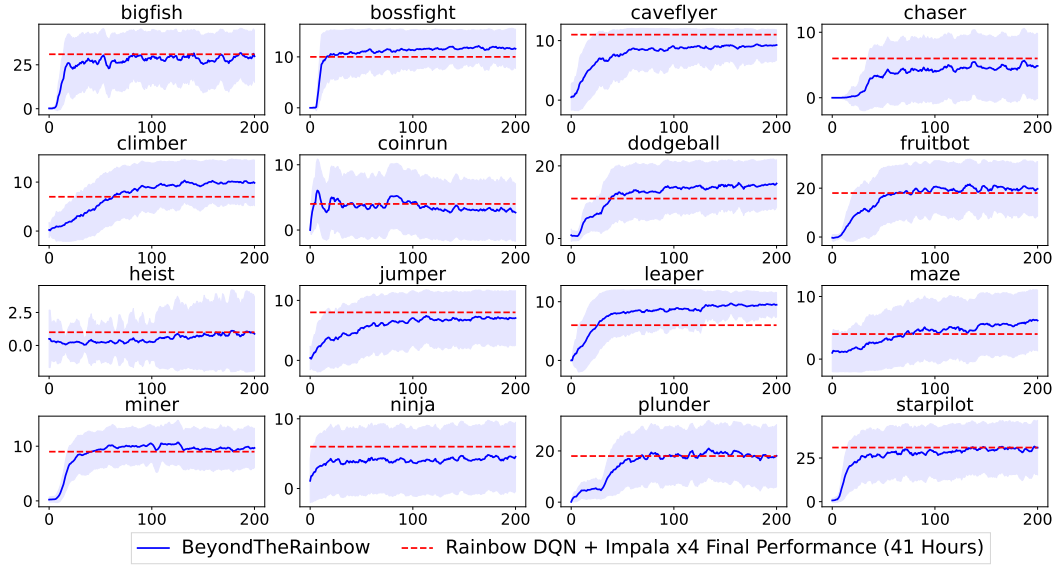 bigfish bossfight caveflyer chaser
25
0
0 100 200
10
0
0 100 200
10
0
0 100 200
10
0
0 100 200
climber coinrun dodgeball fruitbot
10
0
0 100 200
10
0
0 100 200
20
0
0 100 200
20
0
0 100 200
heist jumper leaper maze
2.5
0.0
0 100 200
10
0
0 100 200
10
0
0 100 200
10
0
0 100 200
miner ninja plunder starpilot
10
0
0 100 200
10
0
0 100 200
20
0
0 100 200
25
0
0 100 200
BeyondTheRainbow Rainbow DQN + Impala x4 Final Performance (41 Hours)